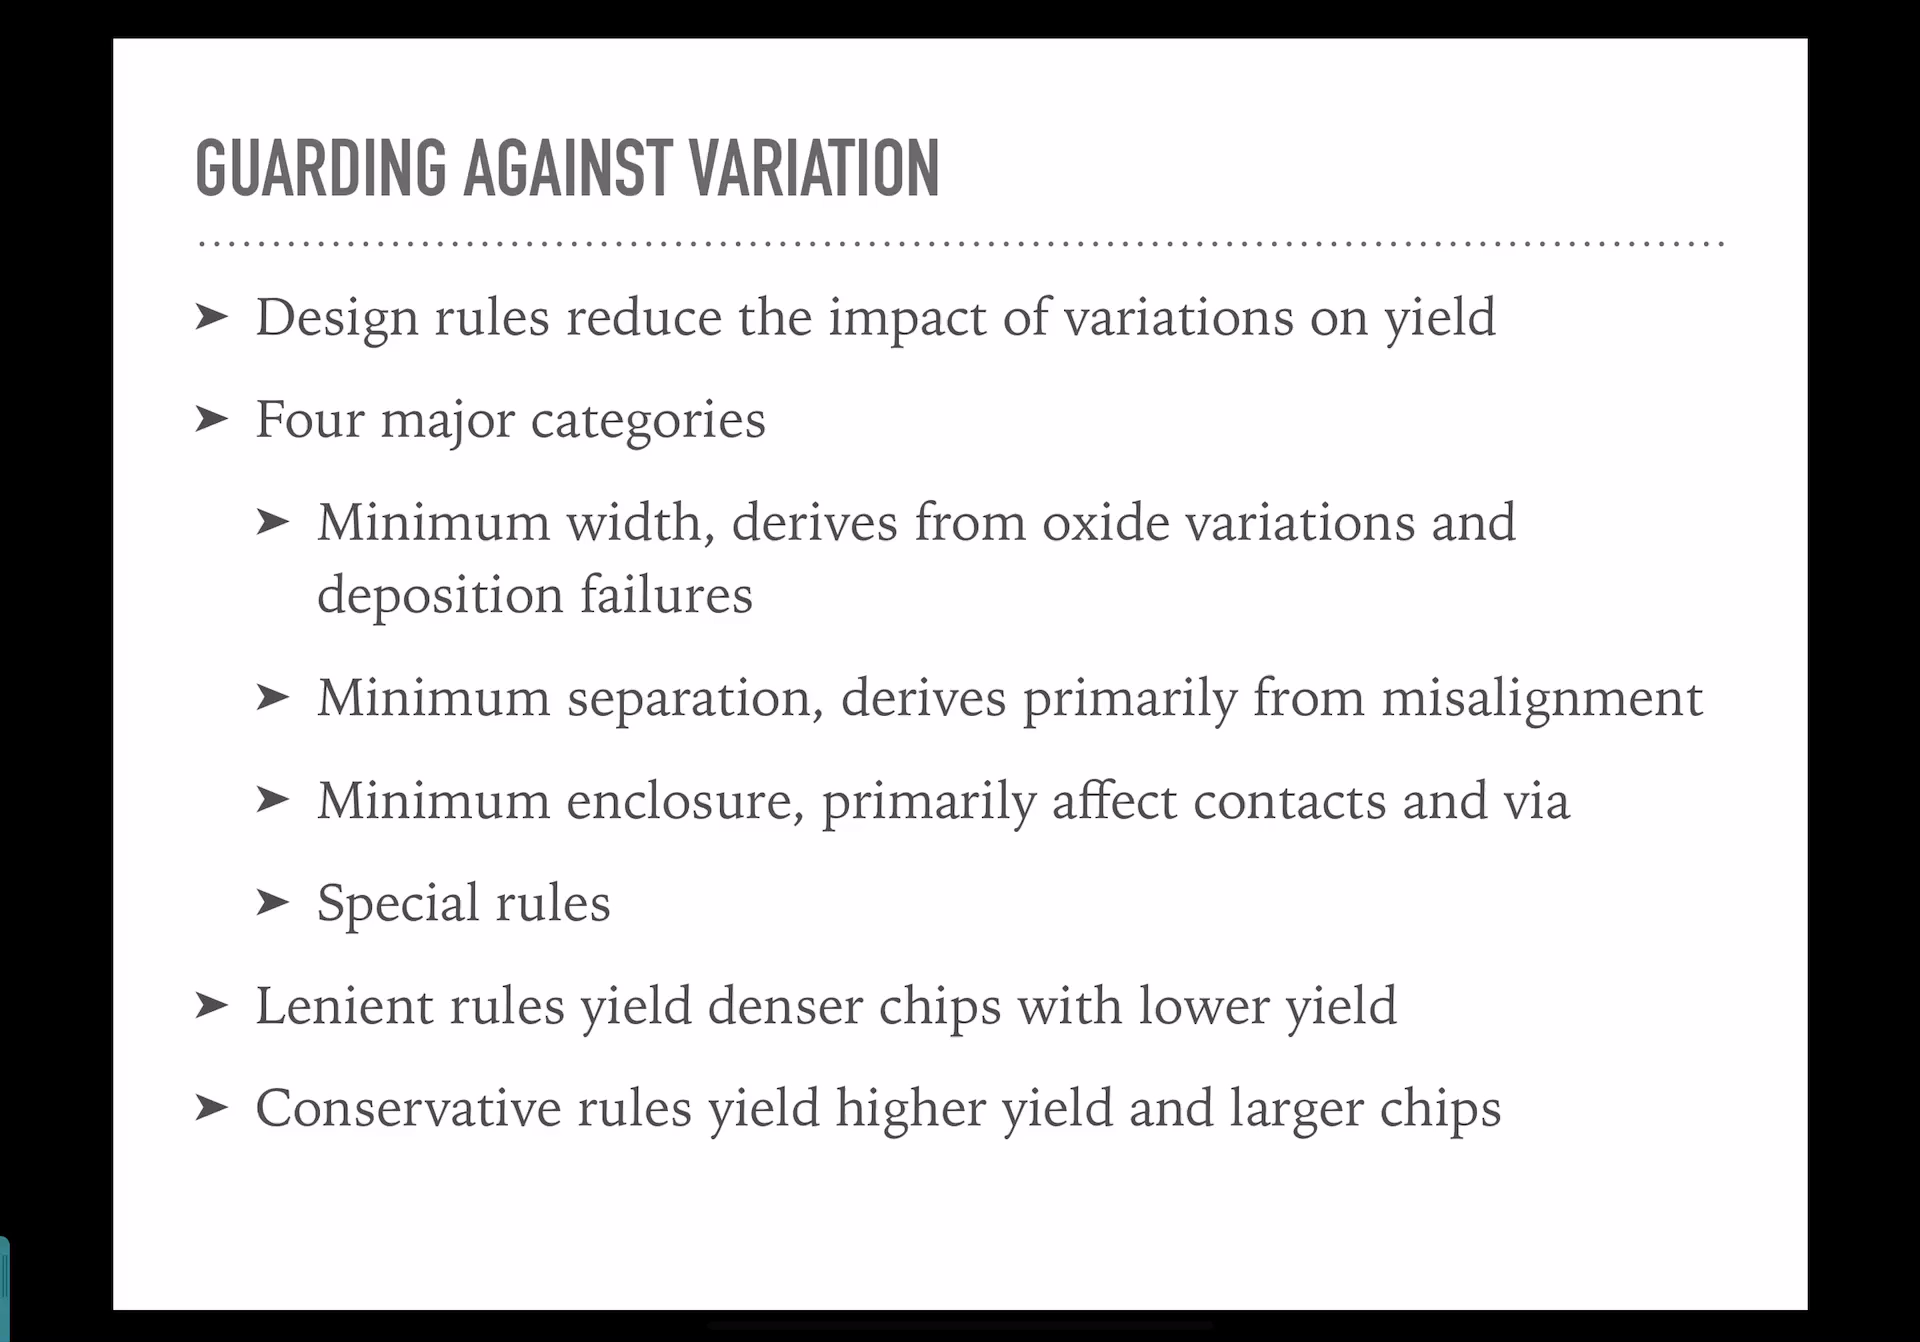 GUARDING AGAINST VARIATION
➤ Design rules reduce the impact of variations on yield
➤ Four major categories
➤ Minimum width, derives from oxide variations and
deposition failures
➤ Minimum separation, derives primarily from misalignment
➤ Minimum enclosure, primarily affect contacts and via
➤ Special rules
➤ Lenient rules yield denser chips with lower yield
➤ Conservative rules yield higher yield and larger chips